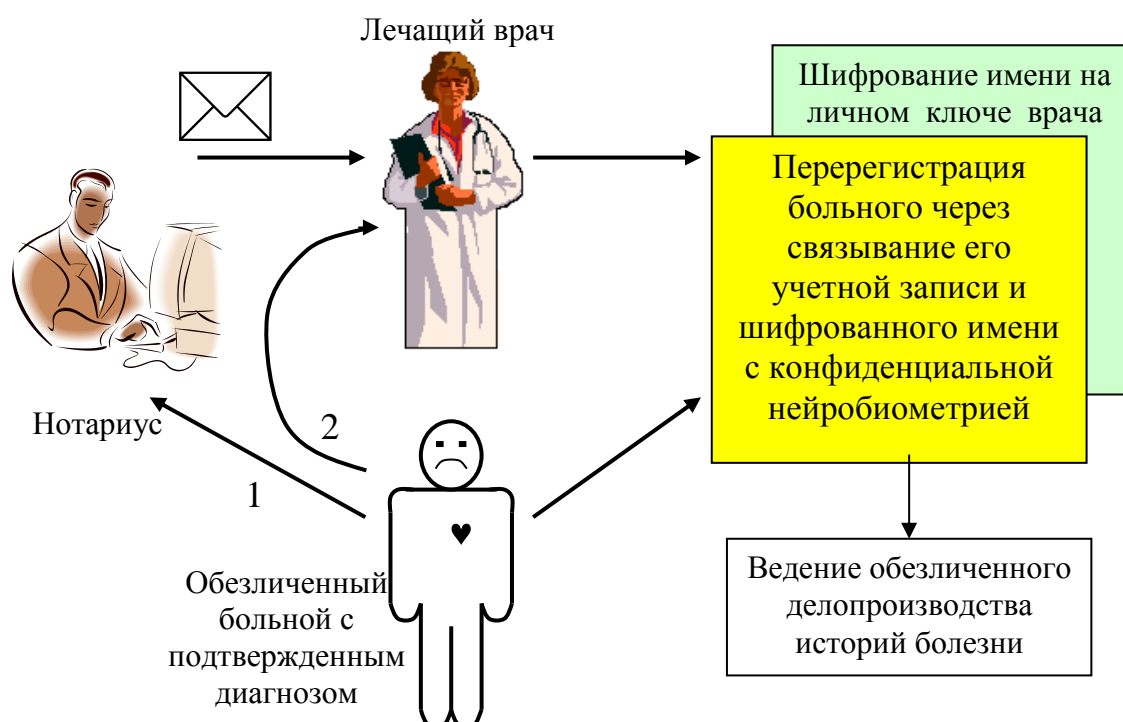 Лечащий врач
Шифрование имени на
личном ключе врача
Перерегистрация
больного через
связывание его
учетной записи и
шифрованного имени
с конфиденциальной
нейробиометрией
Нотариус
2
1
Обезличенный
больной с
подтвержденным
диагнозом
Ведение обезличенного
делопроизводства
историй болезни